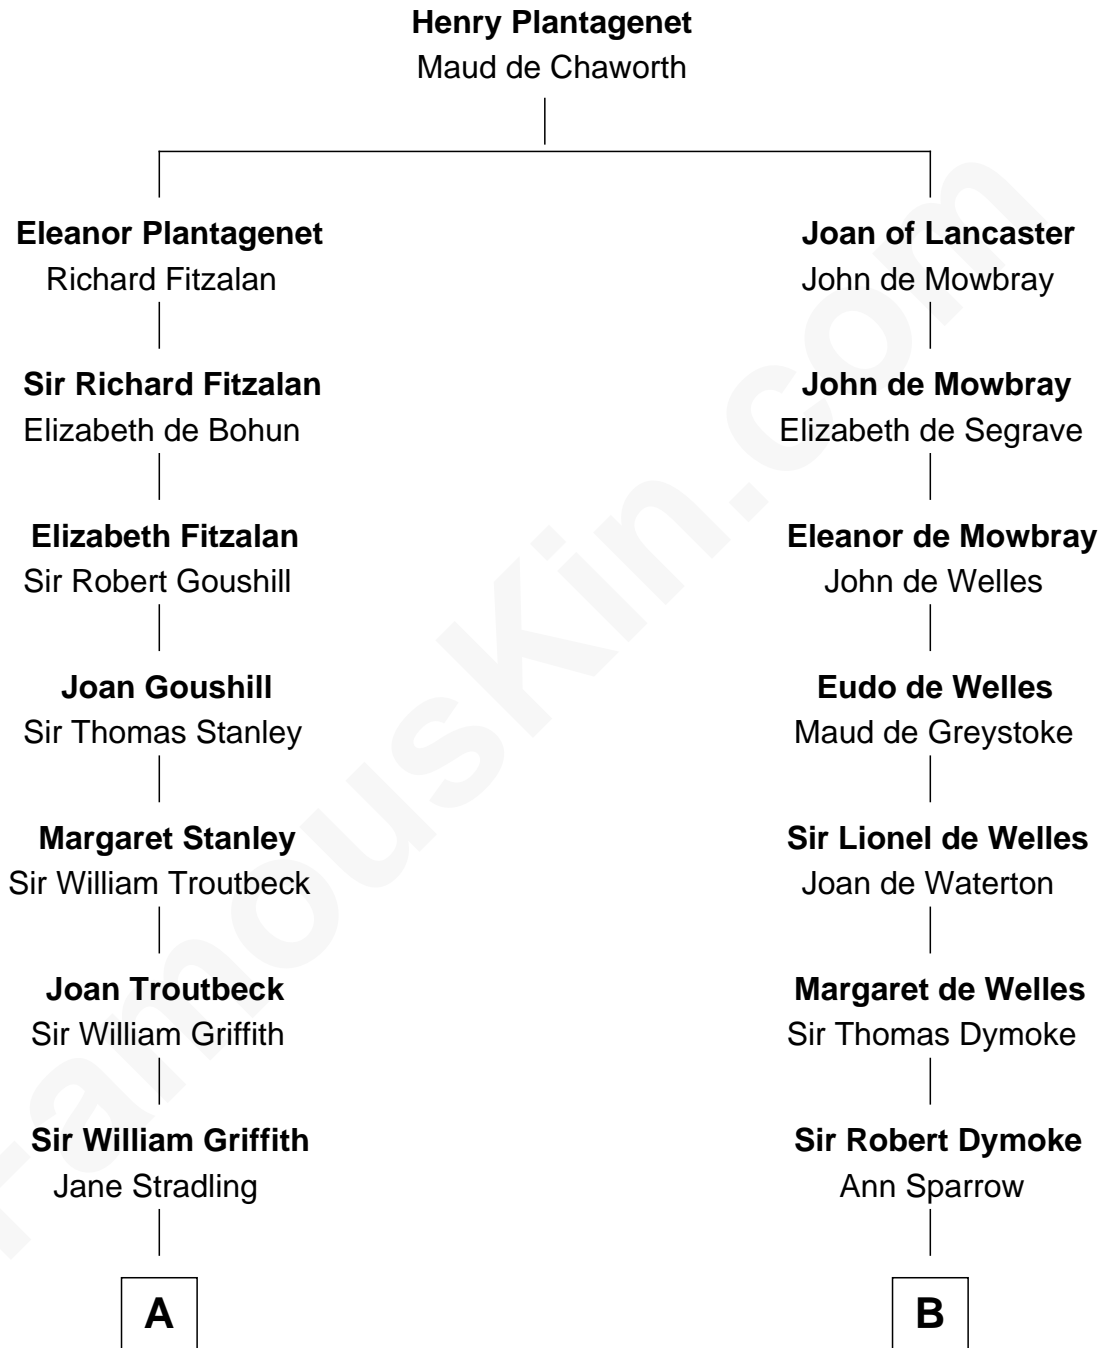 Henry Plantagenet
Maud de Chaworth
Eleanor Plantagenet
Richard Fitzalan
Sir Richard Fitzalan
Elizabeth de Bohun
Elizabeth Fitzalan
Sir Robert Goushill
Joan Goushill
Sir Thomas Stanley
Margaret Stanley
Sir William Troutbeck
Joan Troutbeck
Sir William Griffith
Sir William Griffith
Jane Stradling
A
Joan of Lancaster
John de Mowbray
John de Mowbray
Elizabeth de Segrave
Eleanor de Mowbray
John de Welles
Eudo de Welles
Maud de Greystoke
Sir Lionel de Welles
Joan de Waterton
Margaret de Welles
Sir Thomas Dymoke
Sir Robert Dymoke
Ann Sparrow
B
FamousKin.com